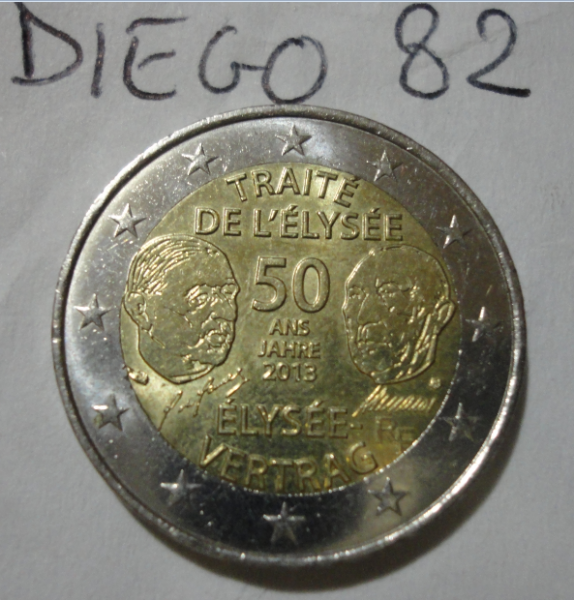 DIEGO 82
TRAITÉ
DE L'ÉLYSÉE
50
ANS
JAHRE
2013
ÉLYSÉE-
RF
VERTRAG